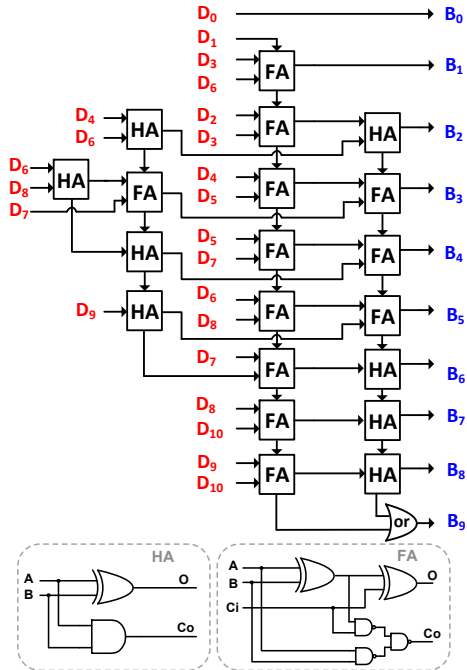 D₀ B₀
D₁
D₃ FA B₁
D₆
D₄ HA D₂ FA HA B₂
D₆ D₃
D₆ HA FA D₄ FA FA B₃
D₈ D₅
D₇
HA D₅ FA FA B₄
D₇
D₉ HA D₆ FA FA B₅
D₈
D₇ FA HA B₆
D₈ FA HA B₇
D₁₀
D₉ FA HA B₈
D₁₀
or B₉
HA
A O
B
Co
FA
A O
B
Ci
Co